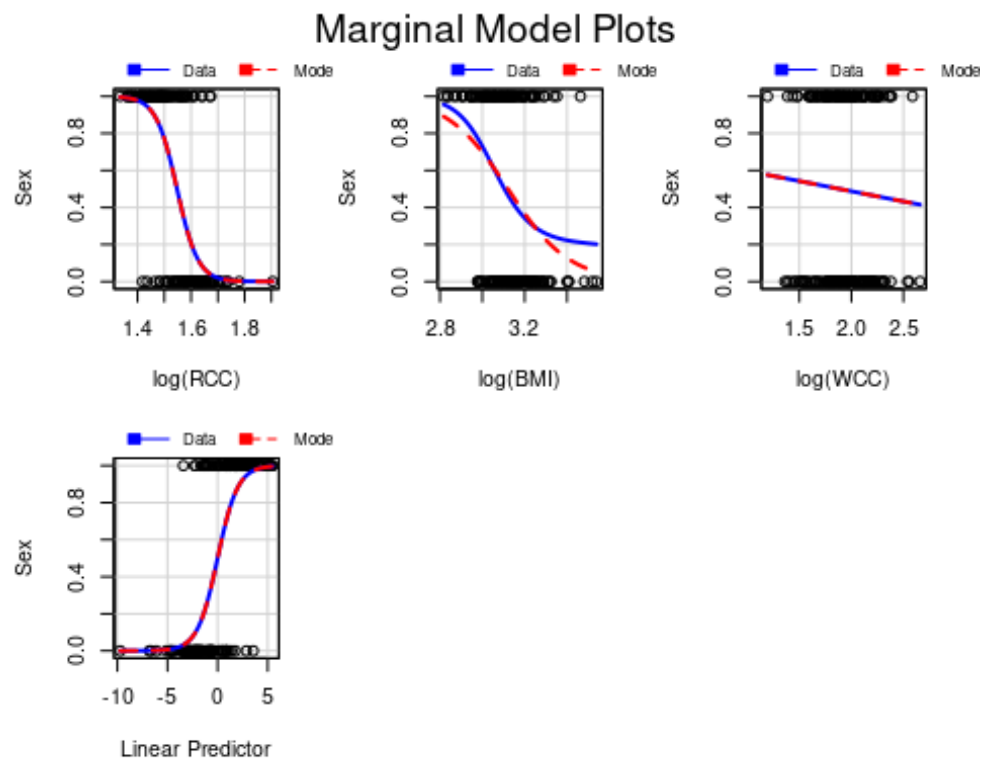 Marginal Model Plots
Data Mode
Sex
0.0 0.4 0.8
1.4 1.6 1.8
log(RCC)
Data Mode
Sex
0.0 0.4 0.8
2.8 3.2
log(BMI)
Data Mode
Sex
0.0 0.4 0.8
1.5 2.0 2.5
log(WCC)
Data Mode
Sex
0.0 0.4 0.8
-10 -5 0 5
Linear Predictor